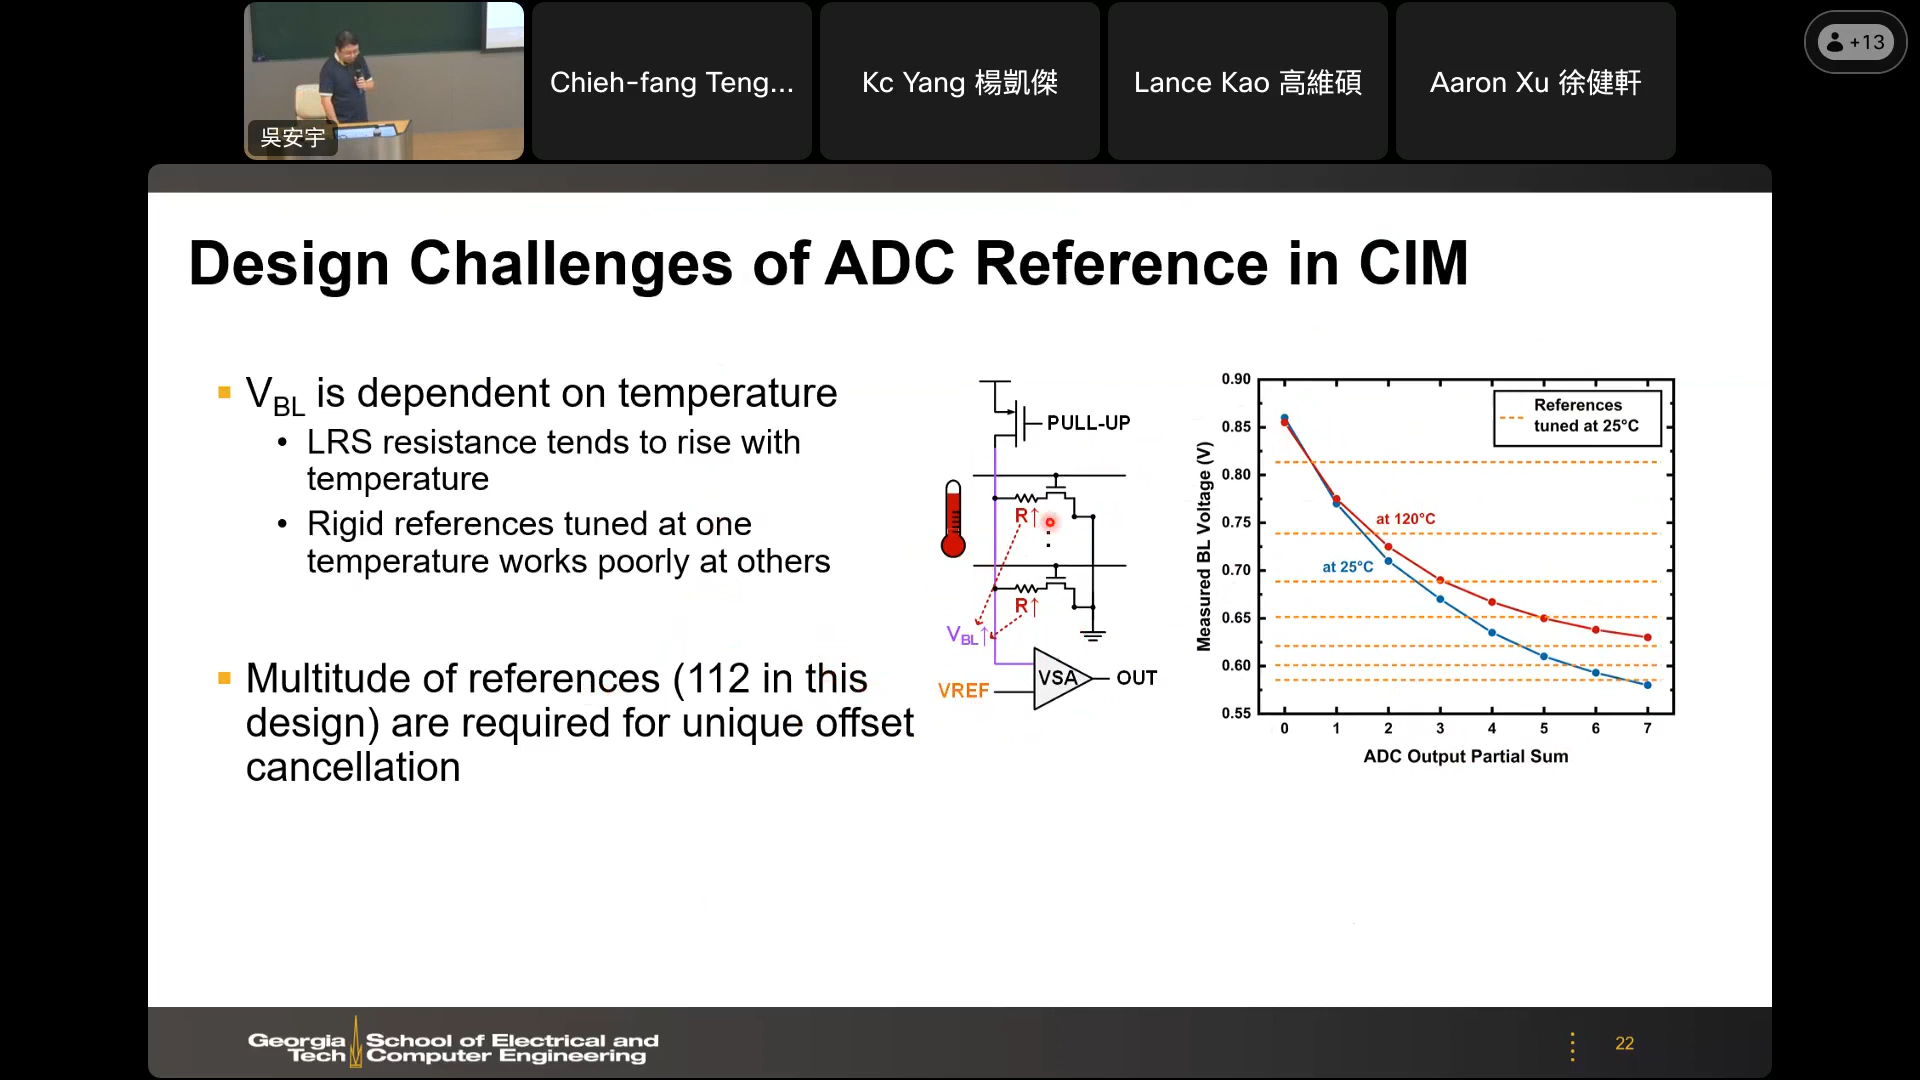 吳安宇
Chieh-fang Teng...
Kc Yang 楊凱傑
Lance Kao 高維碩
Aaron Xu 徐健軒
+13
Design Challenges of ADC Reference in CIM
VBL is dependent on temperature
LRS resistance tends to rise with
temperature
Rigid references tuned at one
temperature works poorly at others
Multitude of references (112 in this
design) are required for unique offset
cancellation
PULL-UP
R↑
R↑
VBL↑
VREF
VSA
OUT
References
tuned at 25°C
at 120°C
at 25°C
Measured BL Voltage (V)
0.90
0.85
0.80
0.75
0.70
0.65
0.60
0.55
0 1 2 3 4 5 6 7
ADC Output Partial Sum
Georgia Tech
School of Electrical and
Computer Engineering
22